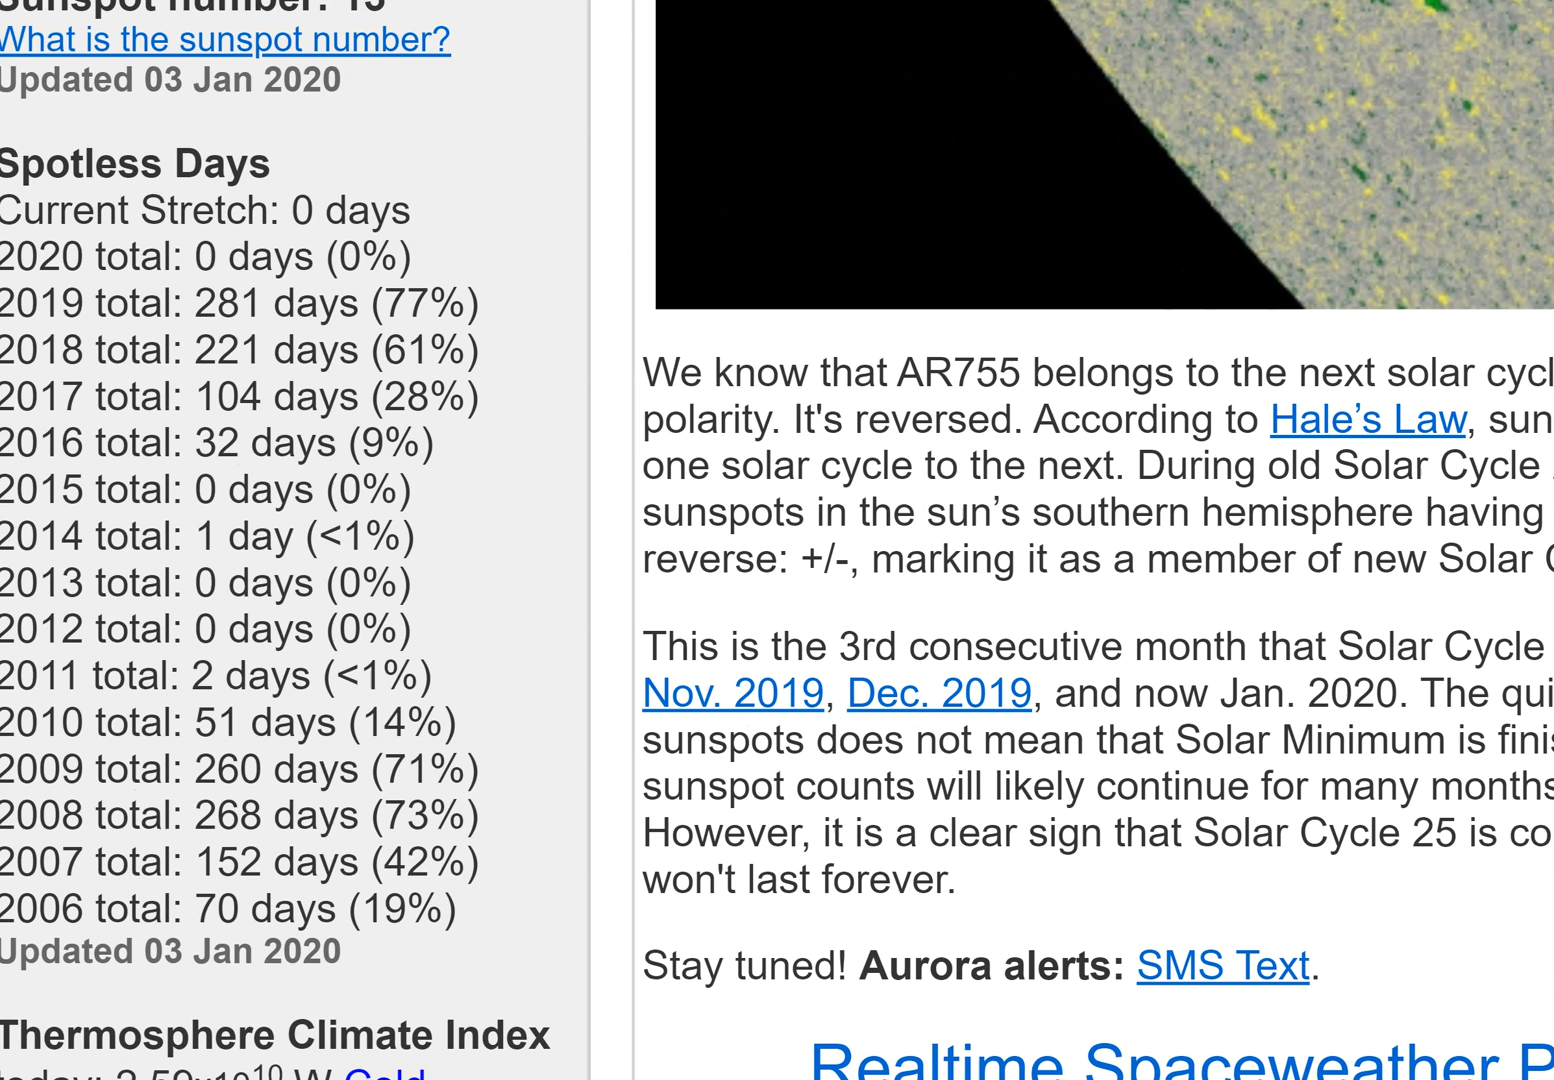 Sunspot number: 13
What is the sunspot number?
Updated 03 Jan 2020
Spotless Days
Current Stretch: 0 days
2020 total: 0 days (0%)
2019 total: 281 days (77%)
2018 total: 221 days (61%)
2017 total: 104 days (28%)
2016 total: 32 days (9%)
2015 total: 0 days (0%)
2014 total: 1 day (<1%)
2013 total: 0 days (0%)
2012 total: 0 days (0%)
2011 total: 2 days (<1%)
2010 total: 51 days (14%)
2009 total: 260 days (71%)
2008 total: 268 days (73%)
2007 total: 152 days (42%)
2006 total: 70 days (19%)
Updated 03 Jan 2020
Thermosphere Climate Index
today: 2.59x10¹⁰ W Cold
We know that AR755 belongs to the next solar
polarity. It's reversed. According to Hale’s Law,
one solar cycle to the next. During old Solar Cycle
sunspots in the sun’s southern hemisphere having
reverse: +/-, marking it as a member of new Solar
This is the 3rd consecutive month that Solar Cycle
Nov. 2019, Dec. 2019, and now Jan. 2020. The
sunspots does not mean that Solar Minimum is
sunspot counts will likely continue for many months
However, it is a clear sign that Solar Cycle 25 is
won't last forever.
Stay tuned! Aurora alerts: SMS Text.
Realtime Spaceweather